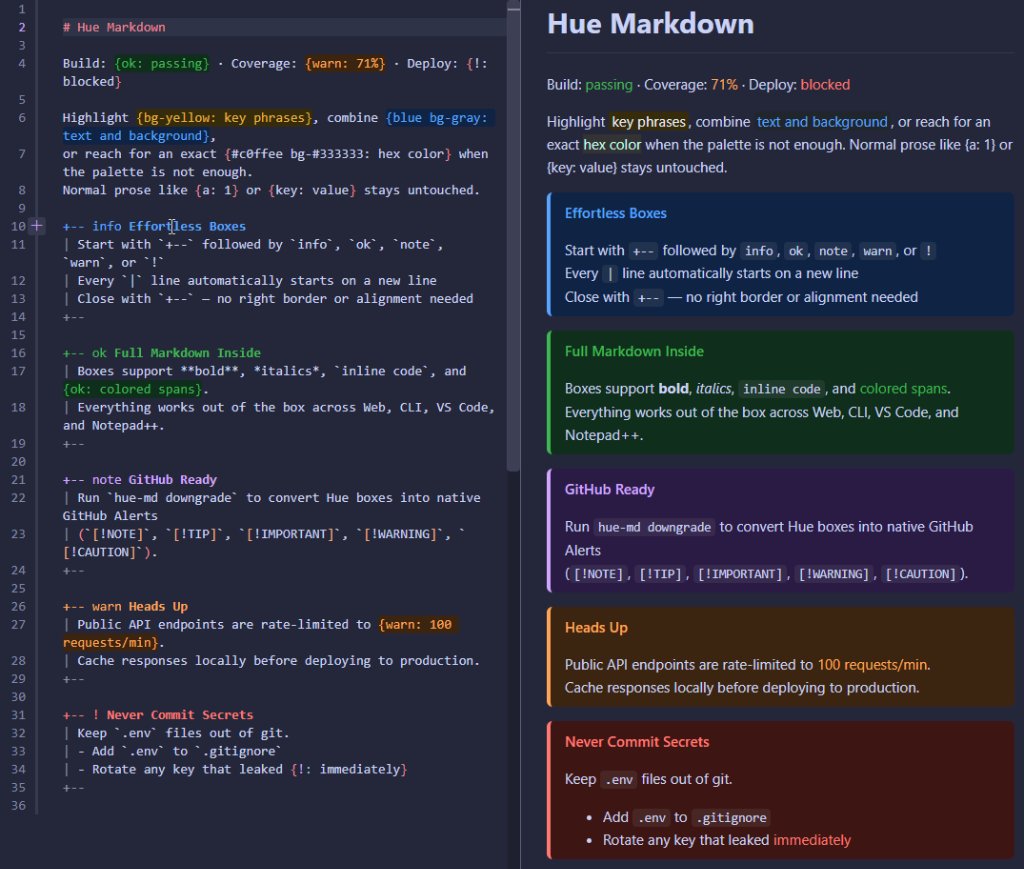 1
2 # Hue Markdown
3
4 Build: {ok: passing} · Coverage: {warn: 71%} · Deploy: {!:
blocked}
5
6 Highlight {bg-yellow: key phrases}, combine {blue bg-gray:
text and background},
7 or reach for an exact {#c0ffee bg-#333333: hex color} when
the palette is not enough.
8 Normal prose like {a: 1} or {key: value} stays untouched.
9
10 +-- info Effortless Boxes
11 | Start with `+--` followed by `info`, `ok`, `note`,
`warn`, or `!`
12 | Every `|` line automatically starts on a new line
13 | Close with `+--` — no right border or alignment needed
14 +--
15
16 +-- ok Full Markdown Inside
17 | Boxes support **bold**, *italics*, `inline code`, and
{ok: colored spans}.
18 | Everything works out of the box across Web, CLI, VS Code,
and Notepad++.
19 +--
20
21 +-- note GitHub Ready
22 | Run `hue-md downgrade` to convert Hue boxes into native
GitHub Alerts
23 | (`[!NOTE]`, `[!TIP]`, `[!IMPORTANT]`, `[!WARNING]`, `
[!CAUTION]`).
24 +--
25
26 +-- warn Heads Up
27 | Public API endpoints are rate-limited to {warn: 100
requests/min}.
28 | Cache responses locally before deploying to production.
29 +--
30
31 +-- ! Never Commit Secrets
32 | Keep `.env` files out of git.
33 | - Add `.env` to `.gitignore`
34 | - Rotate any key that leaked {!: immediately}
35 +--
36
Hue Markdown
Build: passing · Coverage: 71% · Deploy: blocked
Highlight key phrases, combine text and background, or reach for an
exact hex color when the palette is not enough. Normal prose like {a: 1} or
{key: value} stays untouched.
Effortless Boxes
Start with +-- followed by info, ok, note, warn, or !
Every | line automatically starts on a new line
Close with +-- — no right border or alignment needed
Full Markdown Inside
Boxes support bold, italics, inline code, and colored spans.
Everything works out of the box across Web, CLI, VS Code, and
Notepad++.
GitHub Ready
Run hue-md downgrade to convert Hue boxes into native GitHub
Alerts
([!NOTE], [!TIP], [!IMPORTANT], [!WARNING], [!CAUTION]).
Heads Up
Public API endpoints are rate-limited to 100 requests/min.
Cache responses locally before deploying to production.
Never Commit Secrets
Keep .env files out of git.
• Add .env to .gitignore
• Rotate any key that leaked immediately